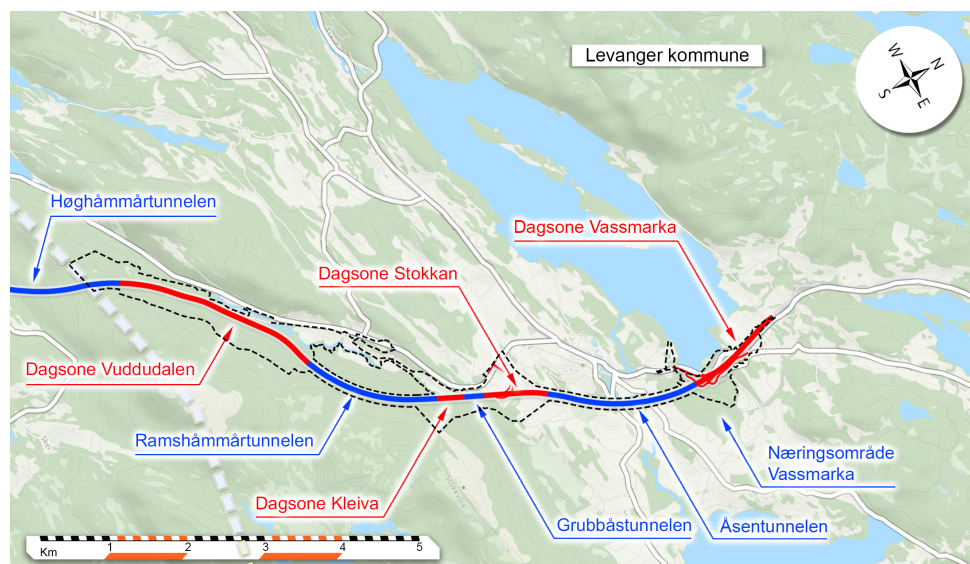 Levanger kommune
W
N
S
E
Høghåmmårtunnelen
Dagsone Vassmarka
Dagsone Stokkan
Dagsone Vuddudalen
Ramshåmmårtunnelen
Næringsområde
Vassmarka
Dagsone Kleiva
Grubbåstunnelen
Åsentunnelen
Km
1
2
3
4
5